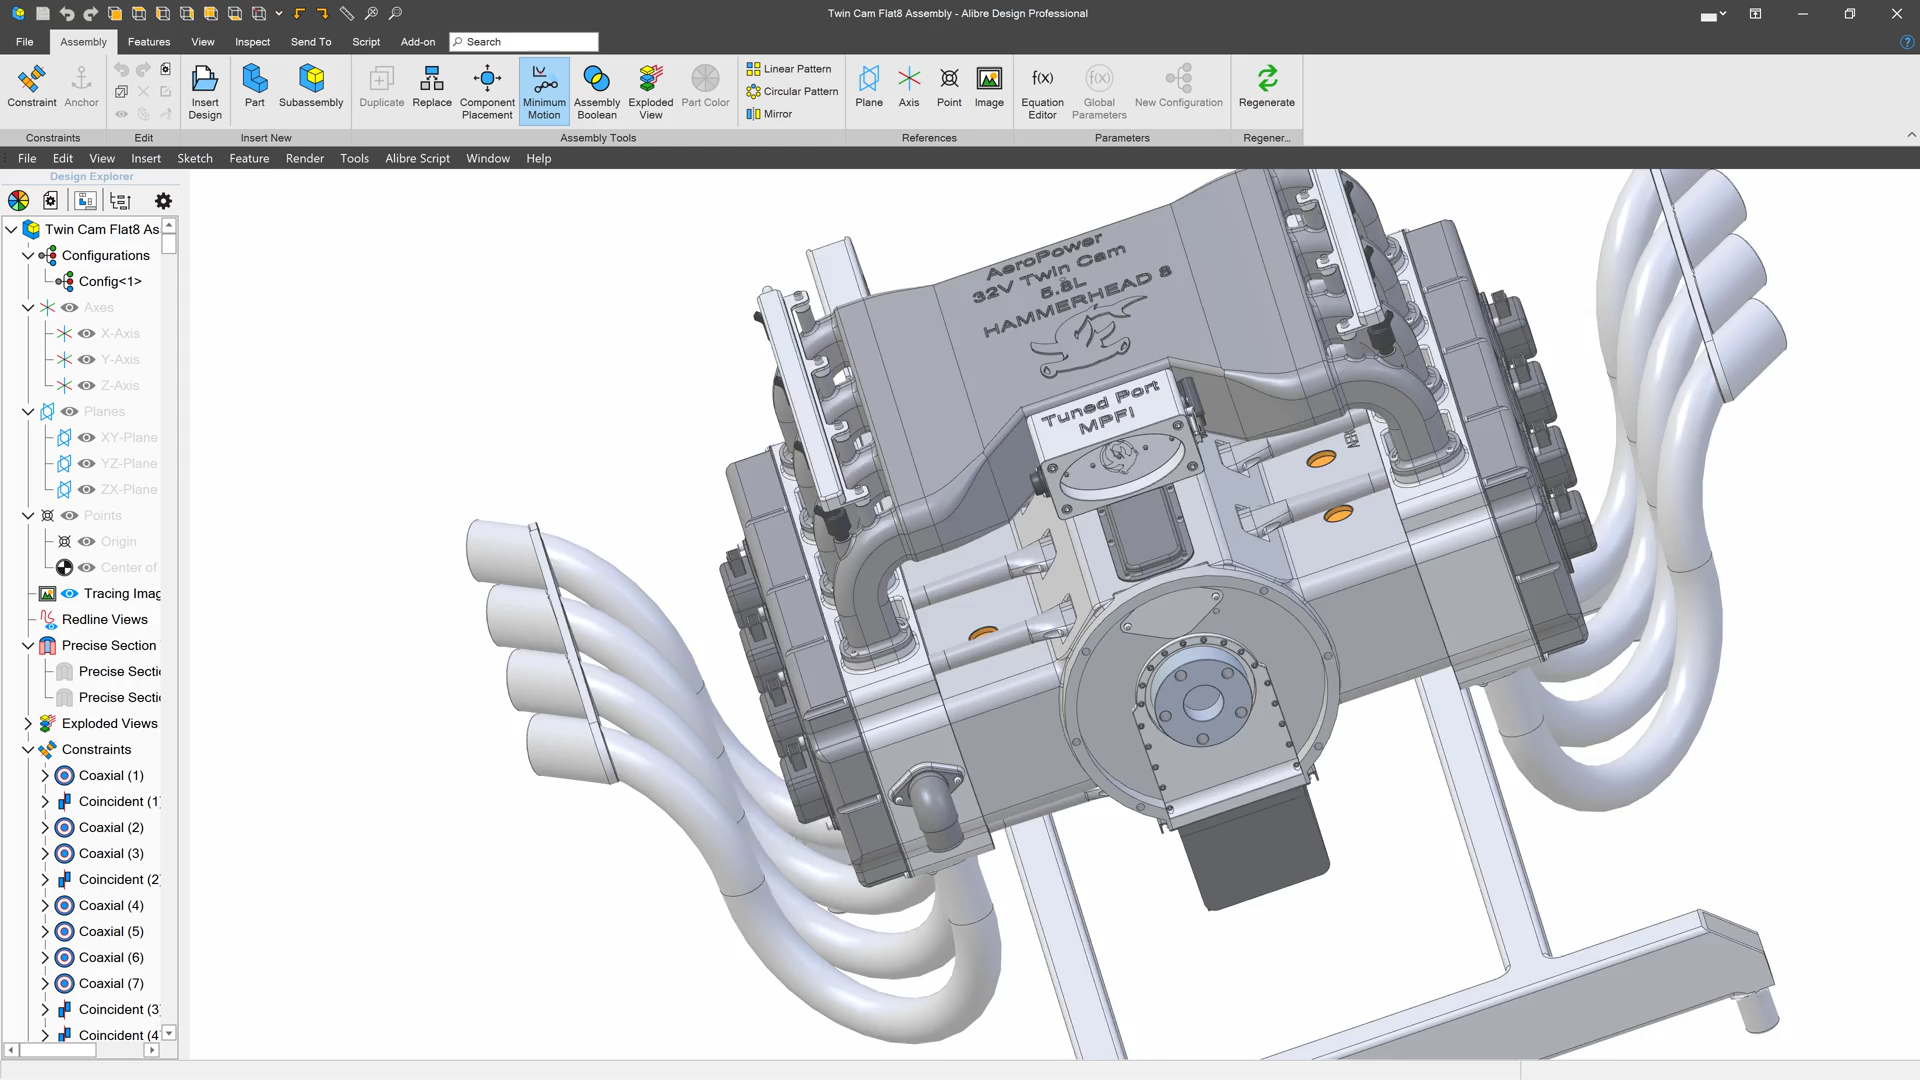 Twin Cam Flat8 Assembly - Alibre Design Professional
File
Assembly
Features
View
Inspect
Send To
Script
Add-on
Search
Constraint
Anchor
Constraints
Edit
Insert
Design
Part
Subassembly
Insert New
Duplicate
Replace
Component
Placement
Minimum
Motion
Assembly
Boolean
Exploded
View
Part Color
Linear Pattern
Circular Pattern
Mirror
Assembly Tools
Plane
Axis
Point
Image
References
f(x)
Equation
Editor
f(x)
Global
Parameters
New Configuration
Parameters
Regenerate
Regener...
File
Edit
View
Insert
Sketch
Feature
Render
Tools
Alibre Script
Window
Help
Design Explorer
Twin Cam Flat8 As
Configurations
Config<1>
Axes
X-Axis
Y-Axis
Z-Axis
Planes
XY-Plane
YZ-Plane
ZX-Plane
Points
Origin
Center of
Tracing Imag
Redline Views
Precise Section
Precise Secti
Precise Secti
Exploded Views
Constraints
Coaxial (1)
Coincident (1)
Coaxial (2)
Coaxial (3)
Coincident (2)
Coaxial (4)
Coaxial (5)
Coaxial (6)
Coaxial (7)
Coincident (3)
Coincident (4
AeroPower
32V Twin Cam
5.8L
HAMMERHEAD 8
Tuned Port
MPFI